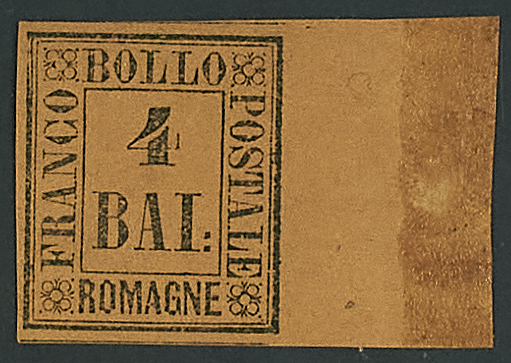 BOLLO
FRANCO
POSTALE
4
BAI:
ROMAGNE